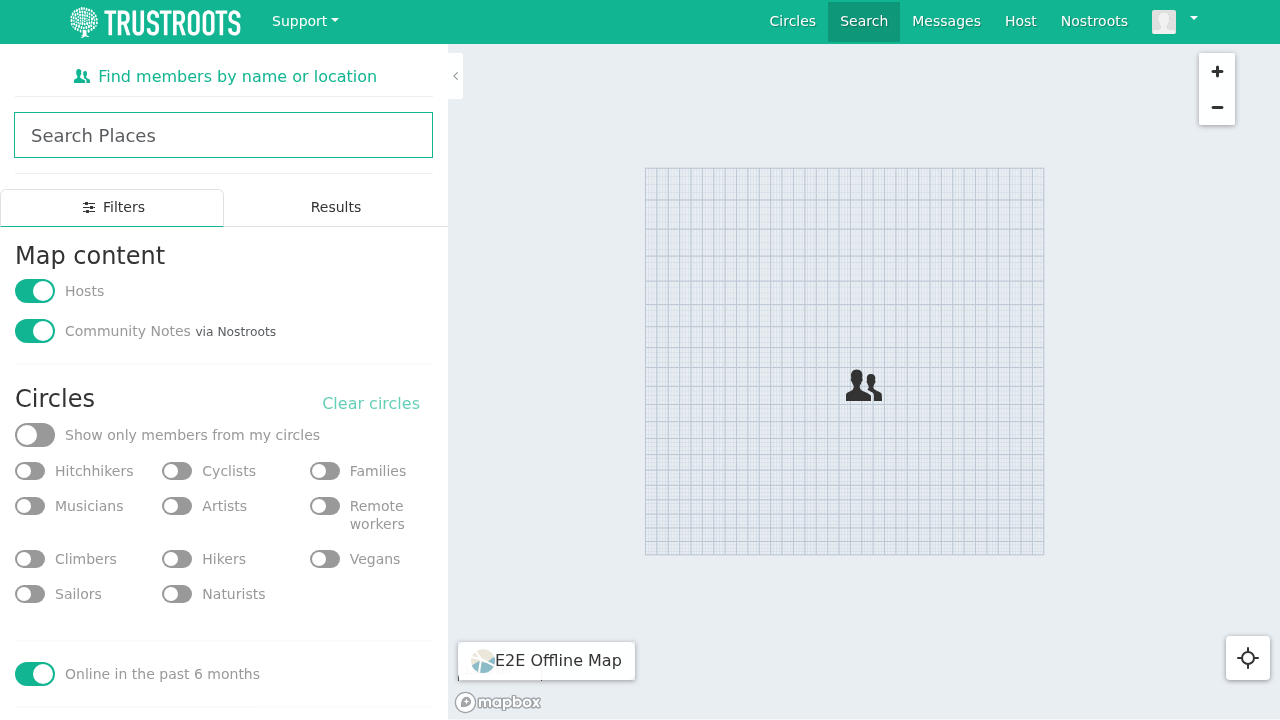 TRUSTROOTS
Support
Circles
Search
Messages
Host
Nostroots
Find members by name or location
Search Places
Filters
Results
Map content
Hosts
Community Notes via Nostroots
Circles
Clear circles
Show only members from my circles
Hitchhikers
Cyclists
Families
Musicians
Artists
Remote
workers
Climbers
Hikers
Vegans
Sailors
Naturists
Online in the past 6 months
E2E Offline Map
mapbox